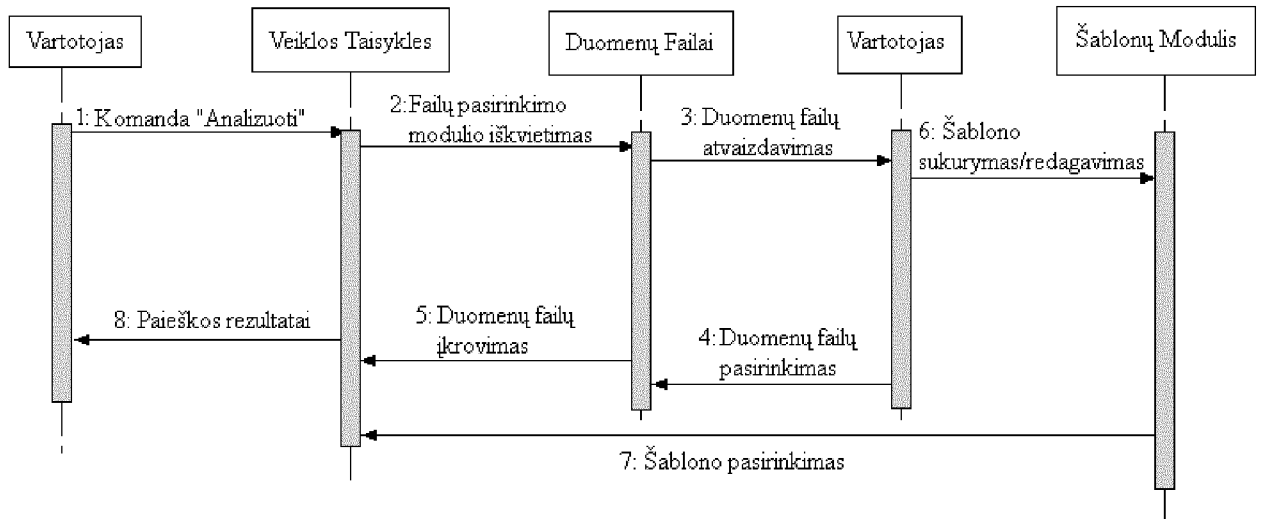 Vartotojas
Veiklos Taisykles
Duomenų Failai
Vartotojas
Šablonų Modulis
1: Komanda "Analizuoti"
2: Failų pasirinkimo
modulio iškvietimas
3: Duomenų failų
atvaizdavimas
6: Šablono
sukurymas/redagavimas
8: Paieškos rezultatai
5: Duomenų failų
įkrovimas
4: Duomenų failų
pasirinkimas
7: Šablono pasirinkimas